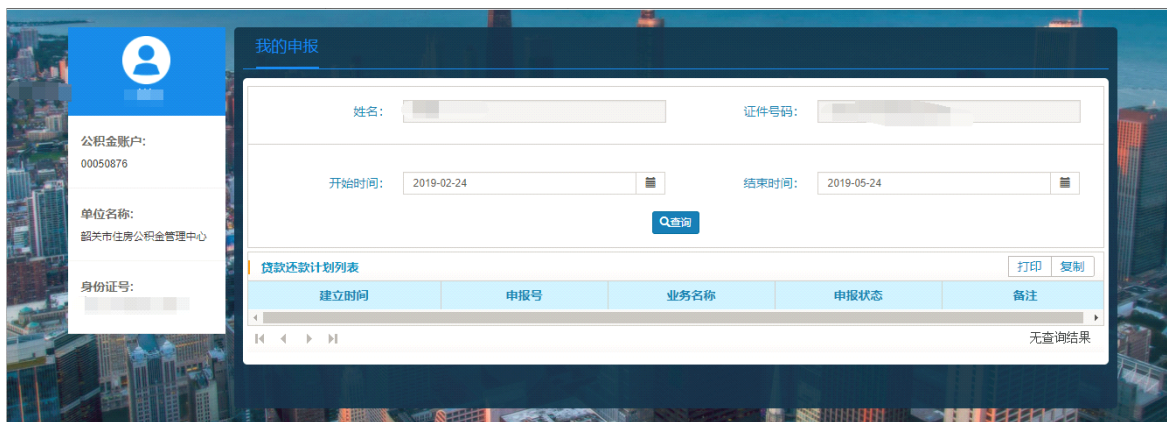 我的申报
公积金账户:
00050876
单位名称:
韶关市住房公积金管理中心
身份证号:
姓名:
证件号码:
开始时间: 2019-02-24
结束时间: 2019-05-24
查询
贷款还款计划列表
打印 复制
建立时间 申报号 业务名称 申报状态 备注
无查询结果